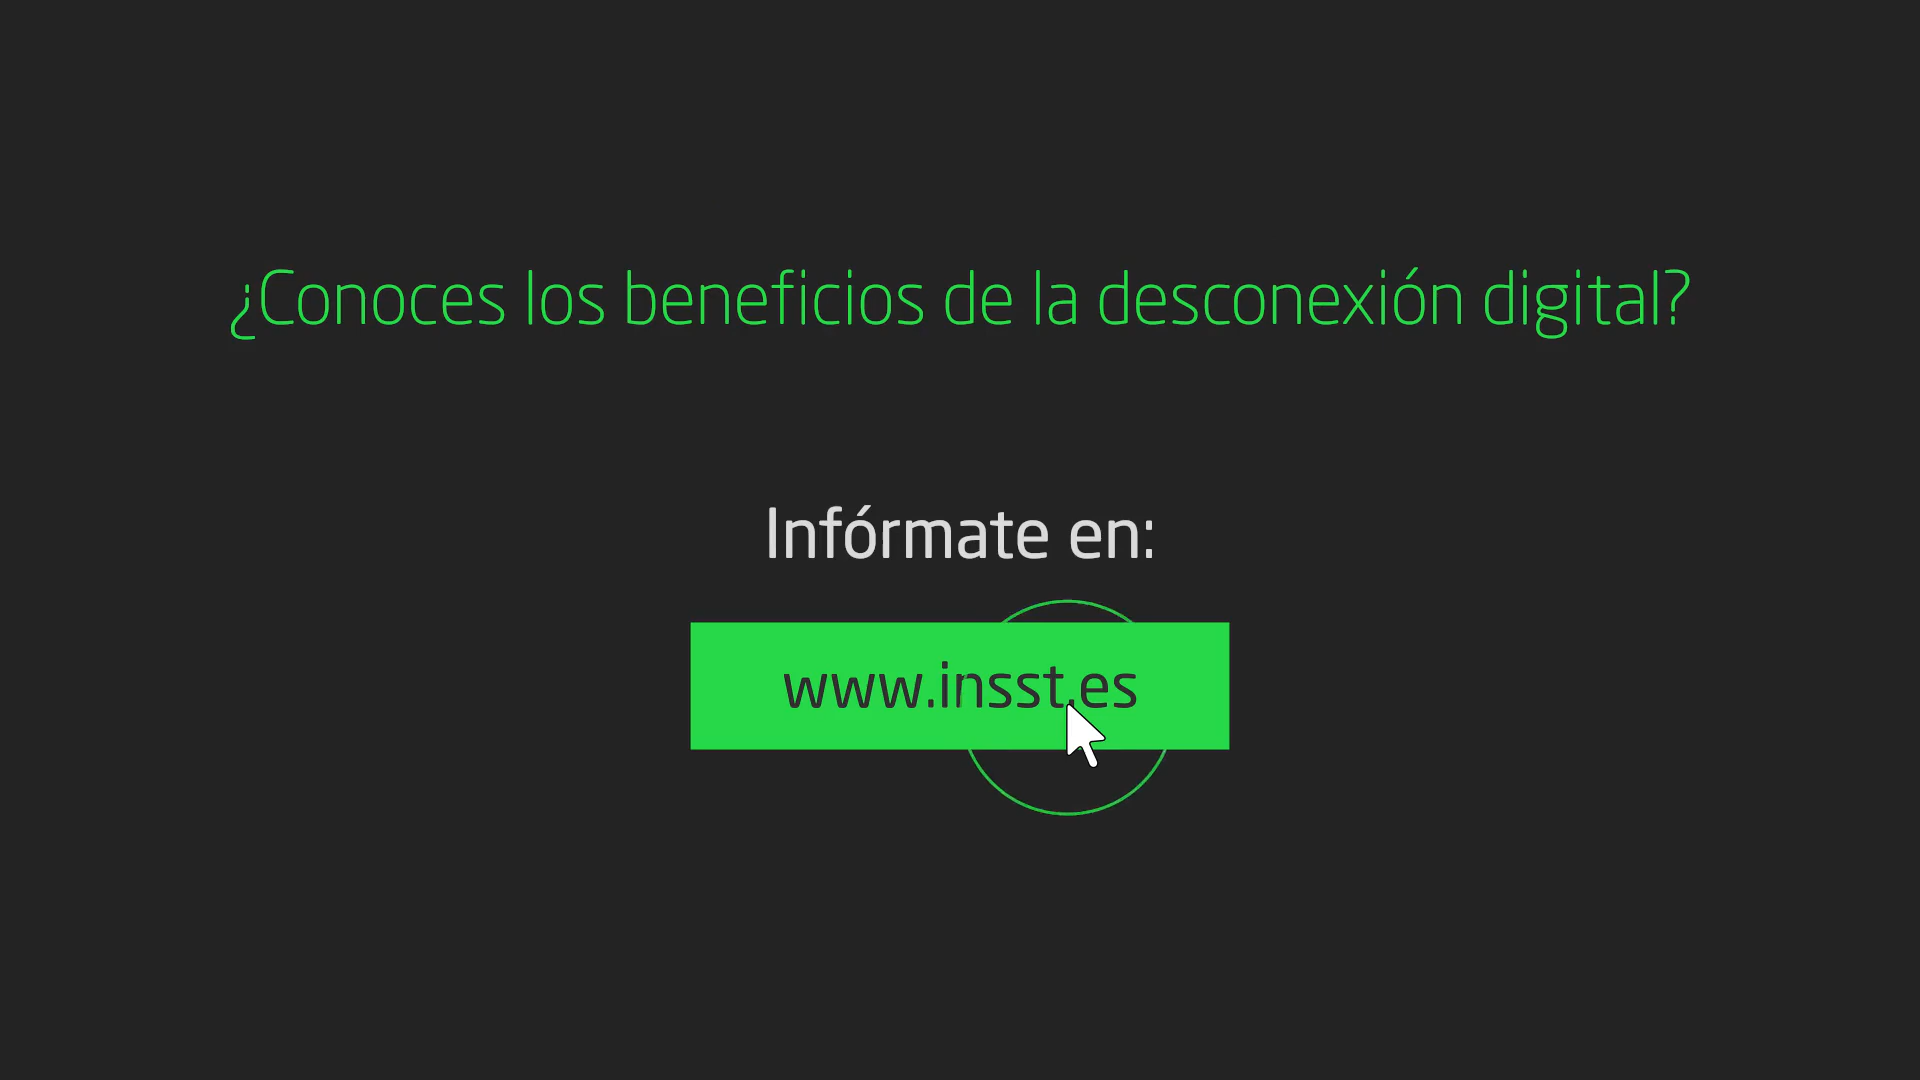 ¿Conoces los beneficios de la desconexión digital?
Infórmate en:
www.insst.es